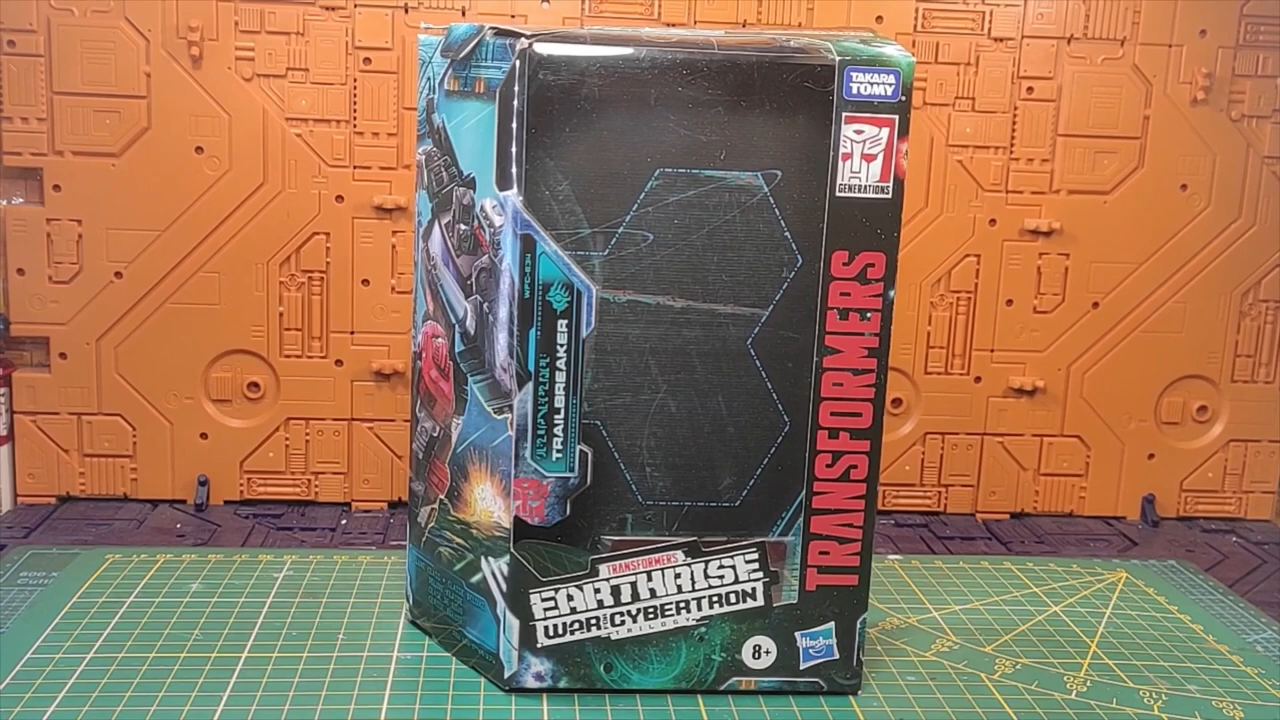 TAKARA
TOMY
GENERATIONS
TRANSFORMERS
WFC-E34
TRAILBREAKER
TRANSFORMERS
EARTHRISE
WAR FOR CYBERTRON
TRILOGY
8+
Hasbro